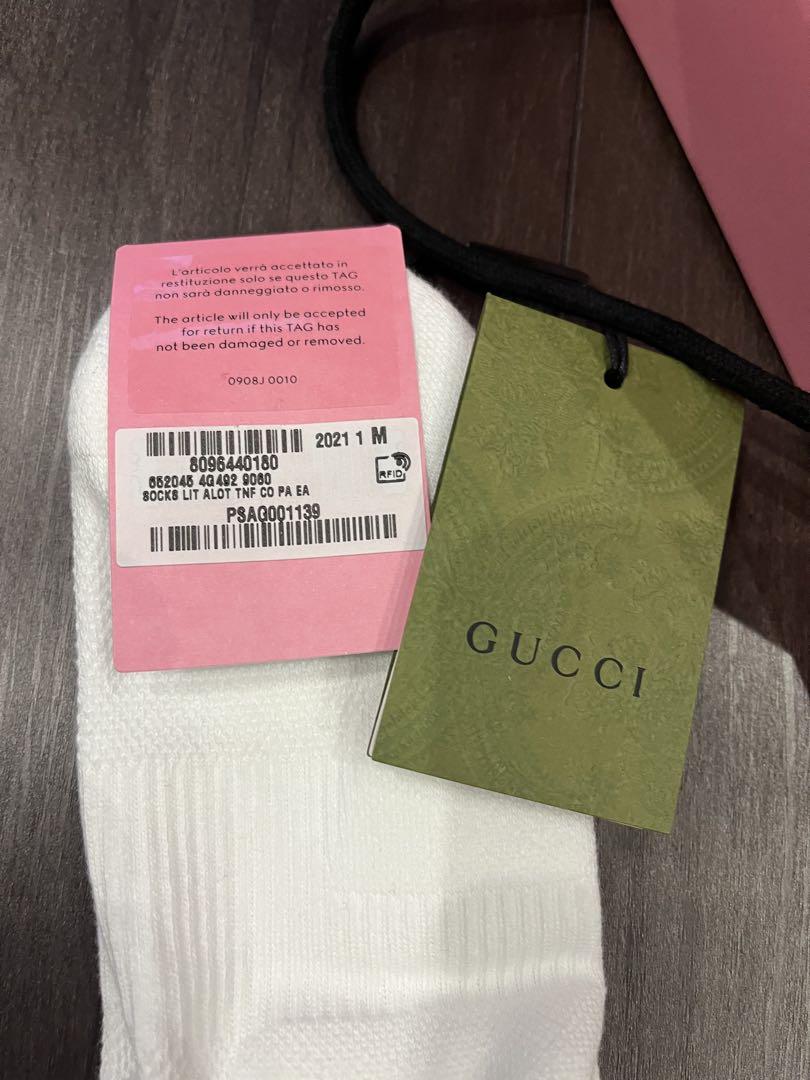 L'articolo verrà accettato in
restituzione solo se questo TAG
non sarà danneggiato o rimosso.
The article will only be accepted
for return if this TAG has
not been damaged or removed.
0908J 0010
2021 1 M
8096440180
652045 4G492 9060
SOCKS LIT ALOT TNF CO PA EA
RFID
PSAG001139
GUCCI